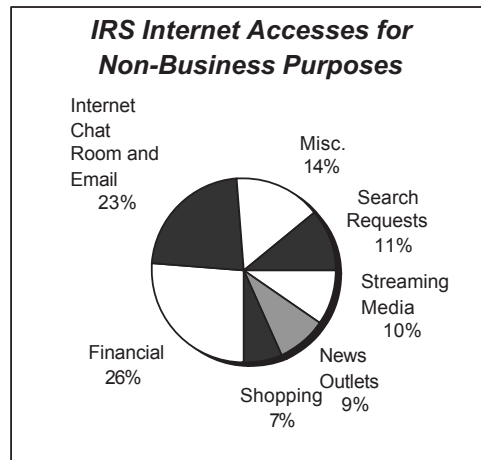 IRS Internet Accesses for
Non-Business Purposes
Internet
Chat
Room and
Email
23%
Misc.
14%
Search
Requests
11%
Streaming
Media
10%
News
Outlets
9%
Shopping
7%
Financial
26%